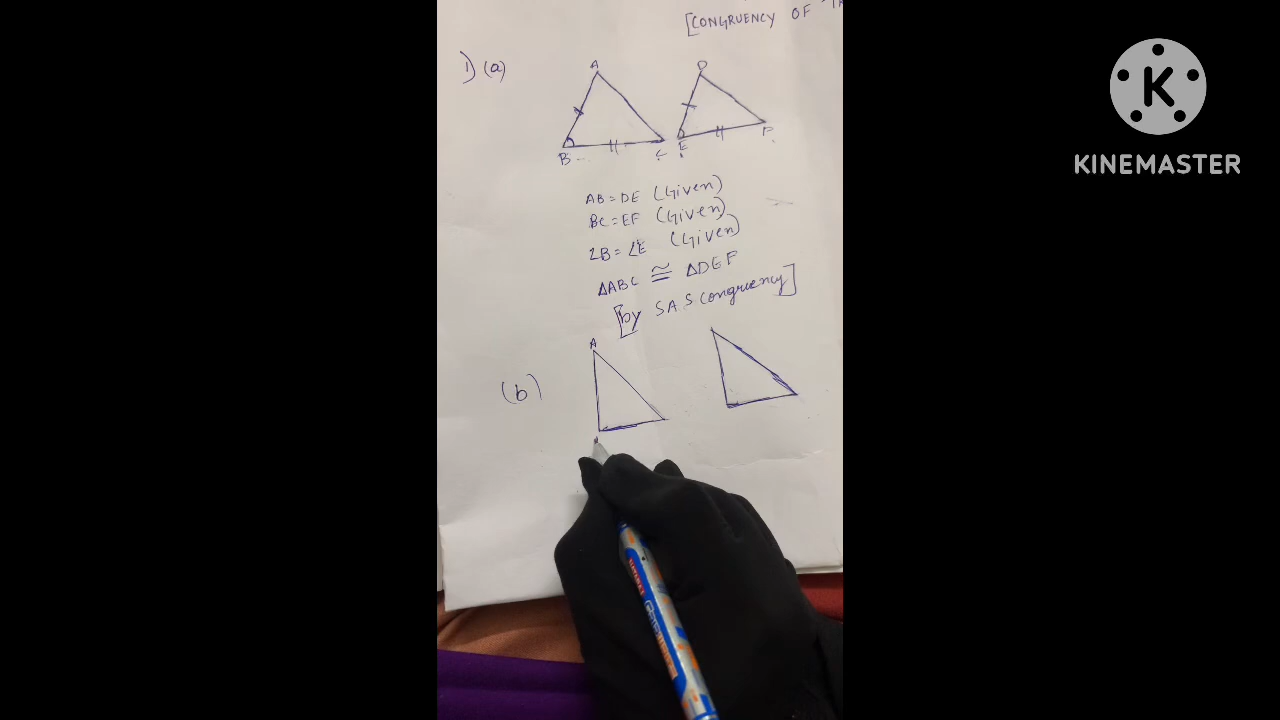 [CONGRUENCY OF
1) (a)
A
D
B
C
E
F
AB = DE (Given)
BC = EF (Given)
∠B = ∠E (Given)
ΔABC ≅ ΔDEF
[by SAS congruency]
(b)
A
K
KINEMASTER